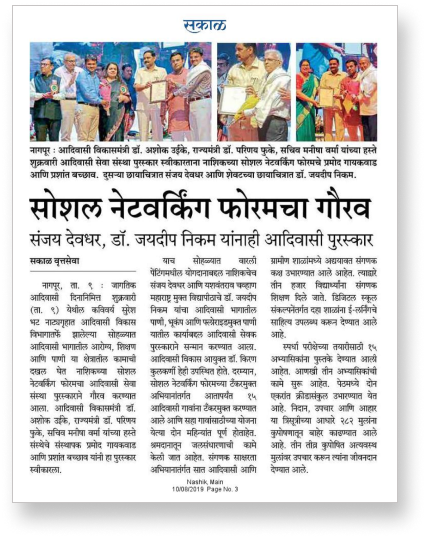 सकाळ
नागपूर : आदिवासी विकासमंत्री डॉ. अशोक उईके, राज्यमंत्री डॉ. परिणय फुके, सचिव मनीषा वर्मा यांच्या हस्ते
शुक्रवारी आदिवासी सेवा संस्था पुरस्कार स्वीकारताना नाशिकच्या सोशल नेटवर्किंग फोरमचे प्रमोद गायकवाड
आणि प्रशांत बच्छाव. दुसऱ्या छायाचित्रात संजय देवधर आणि शेवटच्या छायाचित्रात डॉ. जयदीप निकम.
सोशल नेटवर्किंग फोरमचा गौरव
संजय देवधर, डॉ. जयदीप निकम यांनाही आदिवासी पुरस्कार
सकाळ वृत्तसेवा
नागपूर, ता. ९ : जागतिक
आदिवासी दिनानिमित्त शुक्रवारी
(ता. ९) येथील कविवर्य सुरेश
भट नाट्यगृहात आदिवासी विकास
विभागातर्फे झालेल्या सोहळ्यात
आदिवासी भागातील आरोग्य, शिक्षण
आणि पाणी या क्षेत्रातील कामाची
दखल घेत नाशिकच्या सोशल
नेटवर्किंग फोरमचा आदिवासी सेवा
संस्था पुरस्काराने गौरव करण्यात
आला. आदिवासी विकासमंत्री डॉ.
अशोक उईके, राज्यमंत्री डॉ. परिणय
फुके, सचिव मनीषा वर्मा यांच्या हस्ते
संस्थेचे संस्थापक प्रमोद गायकवाड
आणि प्रशांत बच्छाव यांनी हा पुरस्कार
स्वीकारला.
याच सोहळ्यात वारली
पेंटिंगमधील योगदानाबद्दल नाशिकचेच
संजय देवधर आणि यशवंतराव चव्हाण
महाराष्ट्र मुक्त विद्यापीठाचे डॉ. जयदीप
निकम यांचा आदिवासी भागातील
पाणी, भूकंप आणि फ्लोराइडमुक्त पाणी
यातील कार्याबद्दल आदिवासी सेवक
पुरस्काराने सन्मान करण्यात आला.
आदिवासी विकास आयुक्त डॉ. किरण
कुलकर्णी हेही उपस्थित होते. दरम्यान,
सोशल नेटवर्किंग फोरमच्या टँकरमुक्त
अभियानांतर्गत आतापर्यंत १५
आदिवासी गावांना टँकरमुक्त करण्यात
आले आणि सहा गावांसाठीच्या योजना
येत्या दोन महिन्यांत पूर्ण होताहेत.
श्रमदानातून जलसंधारणाची कामे
केली जात आहेत. संगणक साक्षरता
अभियानांतर्गत सात आदिवासी आणि
ग्रामीण शाळांमध्ये अद्ययावत संगणक
कक्ष उभारण्यात आले आहेत. त्याद्वारे
तीन हजार विद्यार्थ्यांना संगणक
शिक्षण दिले जाते. डिजिटल स्कूल
संकल्पनेंतर्गत दहा शाळांना ई-लर्निंगचे
साहित्य उपलब्ध करून देण्यात आले
आहे.
स्पर्धा परीक्षेच्या तयारीसाठी १५
अभ्यासिकांना पुस्तके देण्यात आली
आहेत. आणखी तीन अभ्यासिकांची
कामे सुरू आहेत. पेठमध्ये दोन
एकरांत क्रीडासंकुल उभारण्यात येत
आहे. निदान, उपचार आणि आहार
या त्रिसूत्रीच्या आधारे २८२ मुलांना
कुपोषणातून बाहेर काढण्यात आले
आहे. तीन तीव्र कुपोषित अत्यवस्थ
मुलांवर उपचार करून त्यांना जीवनदान
देण्यात आले.
Nashik, Main
10/08/2019 Page No. 3